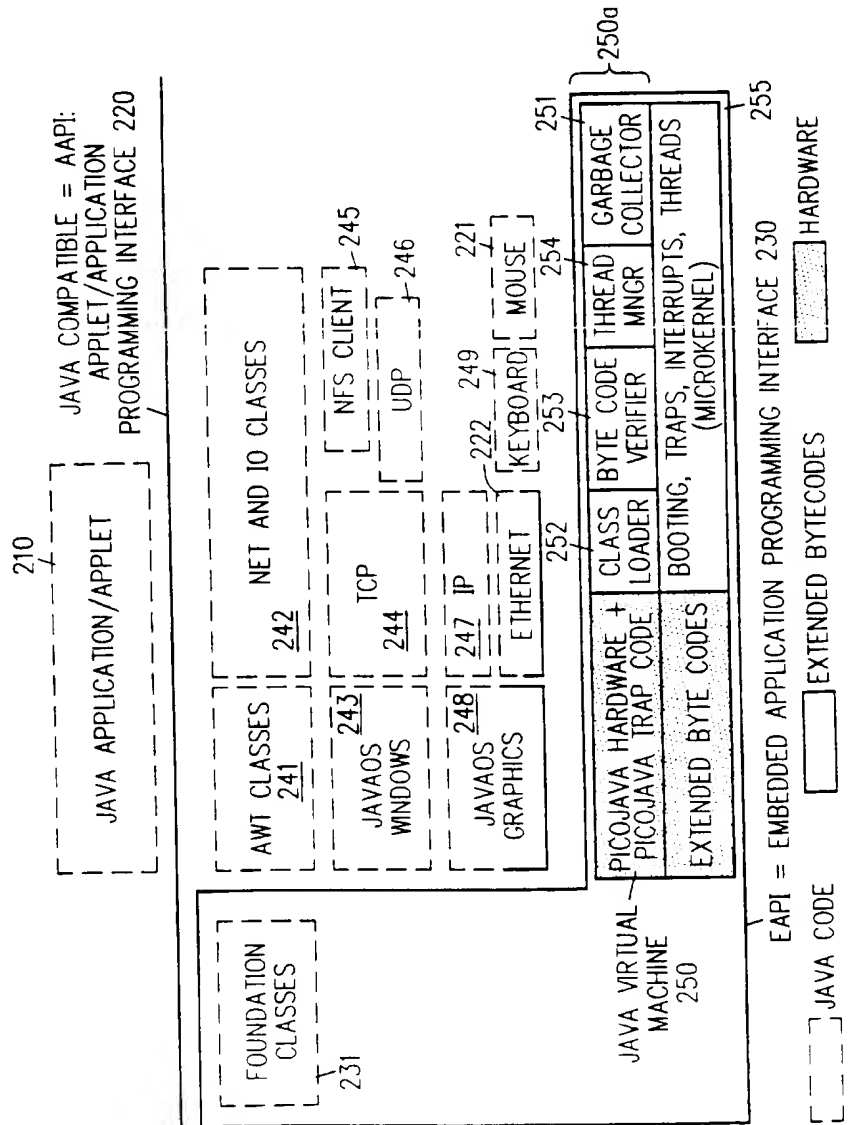 210
JAVA APPLICATION/APPLET
JAVA COMPATIBLE = AAPI:
APPLET/APPLICATION
PROGRAMMING INTERFACE 220
FOUNDATION
CLASSES
231
AWT CLASSES
241
242
NET AND IO CLASSES
243
JAVAOS
WINDOWS
TCP
244
NFS CLIENT
245
UDP
246
248
JAVAOS
GRAPHICS
IP
247
ETHERNET
222
KEYBOARD
249
MOUSE
221
JAVA VIRTUAL
MACHINE
250
PICOJAVA HARDWARE +
PICOJAVA TRAP CODE
EXTENDED BYTE CODES
252
CLASS
LOADER
253
BYTE CODE
VERIFIER
254
THREAD
MNGR
251
GARBAGE
COLLECTOR
250a
BOOTING, TRAPS, INTERRUPTS, THREADS
(MICROKERNEL)
255
EAPI = EMBEDDED APPLICATION PROGRAMMING INTERFACE 230
JAVA CODE
EXTENDED BYTECODES
HARDWARE